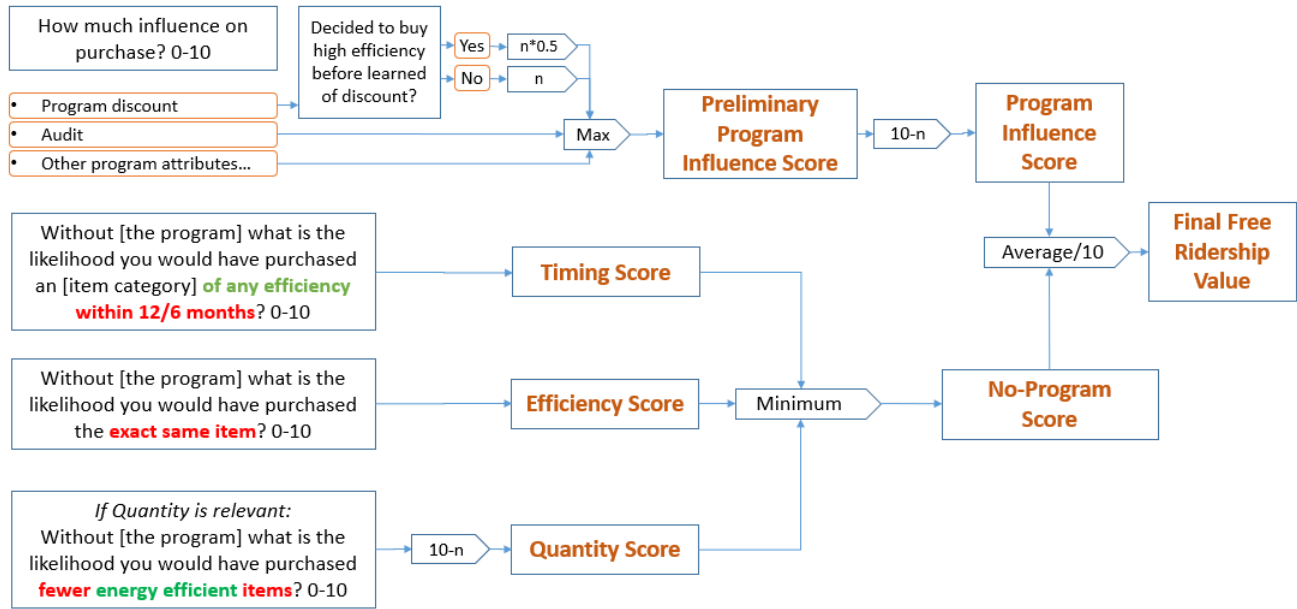 How much influence on
purchase? 0-10
• Program discount
• Audit
• Other program attributes…
Decided to buy
high efficiency
before learned
of discount?
Yes
n*0.5
No
n
Max
Preliminary
Program
Influence Score
10-n
Program
Influence
Score
Without [the program] what is the
likelihood you would have purchased
an [item category] of any efficiency
within 12/6 months? 0-10
Timing Score
Average/10
Final Free
Ridership
Value
Without [the program] what is the
likelihood you would have purchased
the exact same item? 0-10
Efficiency Score
Minimum
No-Program
Score
If Quantity is relevant:
Without [the program] what is the
likelihood you would have purchased
fewer energy efficient items? 0-10
10-n
Quantity Score